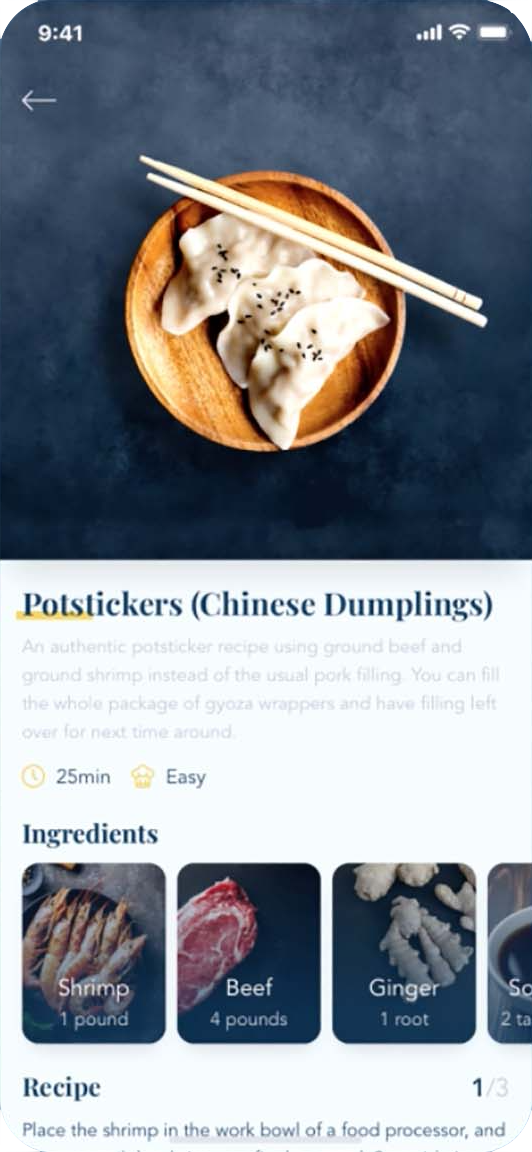 9:41
Potstickers (Chinese Dumplings)
An authentic potsticker recipe using ground beef and
ground shrimp instead of the usual pork filling. You can fill
the whole package of gyoza wrappers and have filling left
over for next time around.
25min Easy
Ingredients
Shrimp Beef Ginger So
1 pound 4 pounds 1 root 2 ta
Recipe 1/3
Place the shrimp in the work bowl of a food processor, and